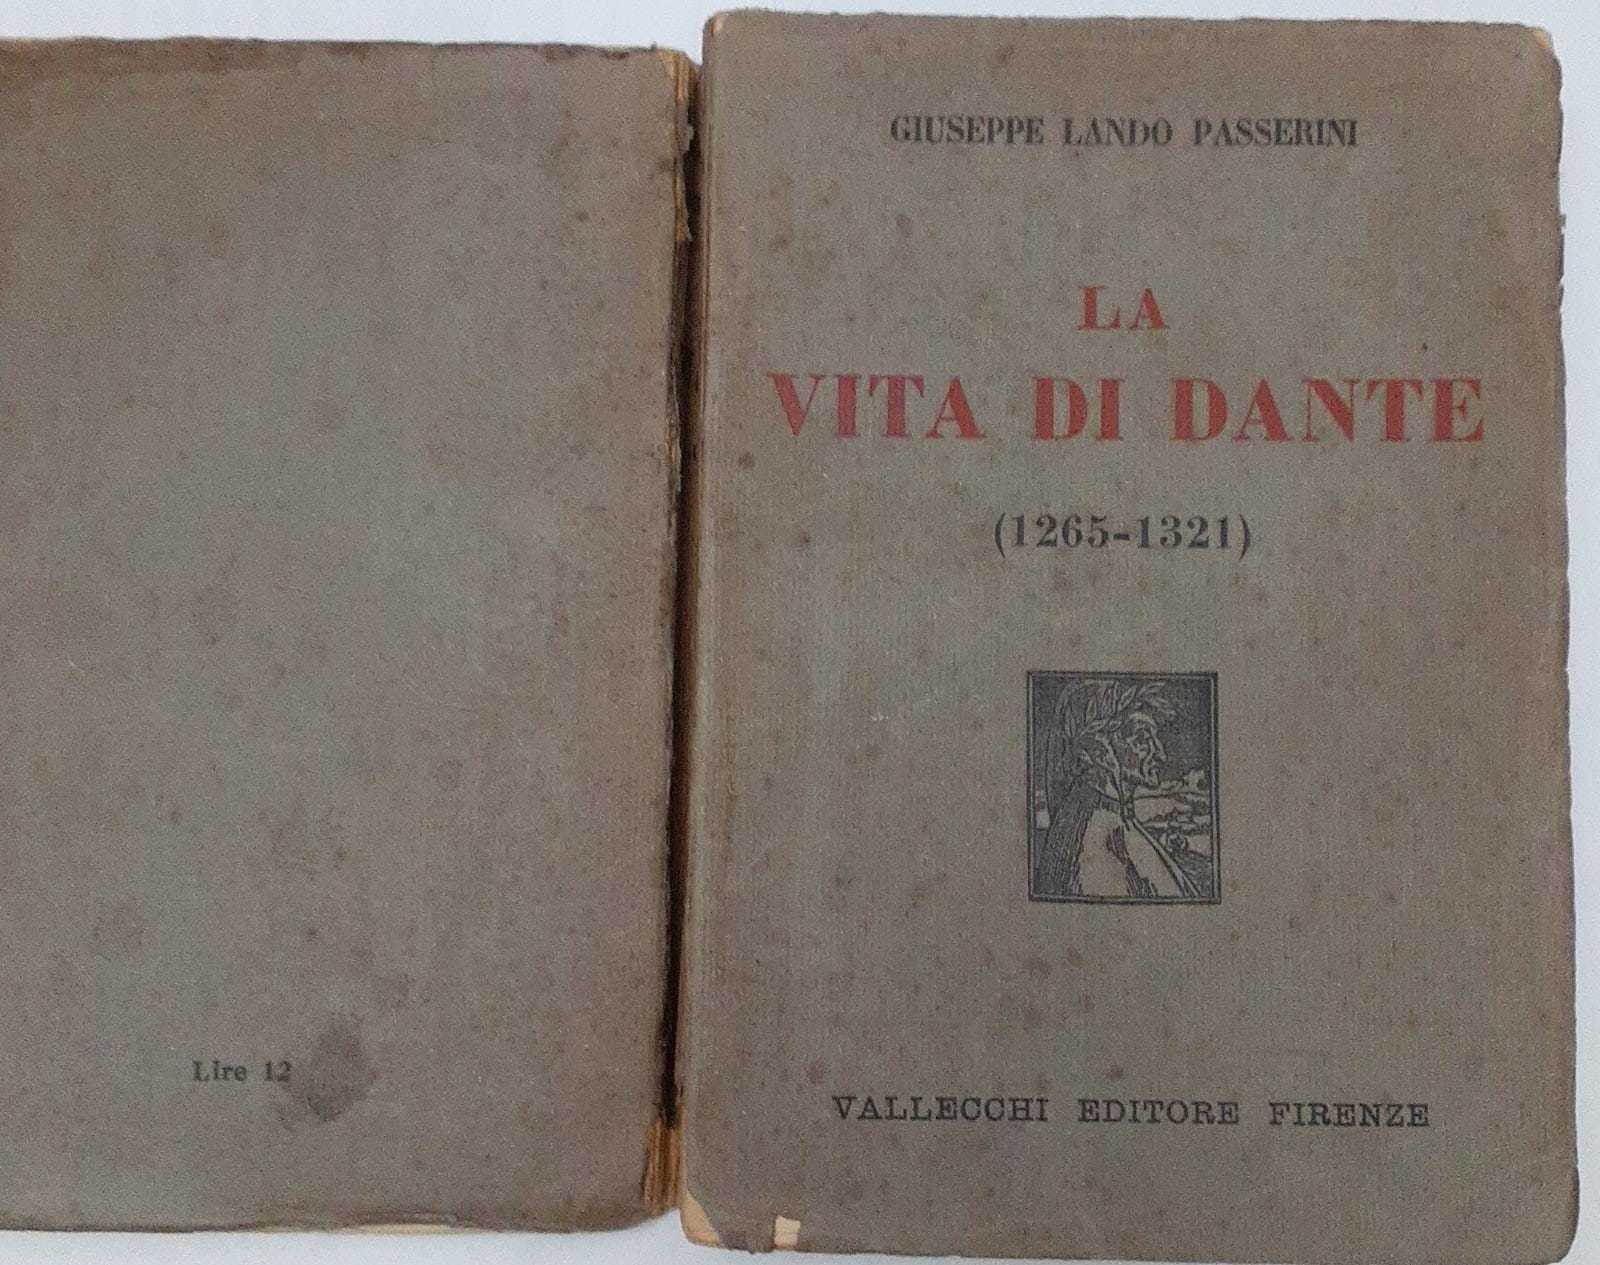 Lire 12
GIUSEPPE LANDO PASSERINI
LA
VITA DI DANTE
(1265-1321)
VALLECCHI EDITORE FIRENZE